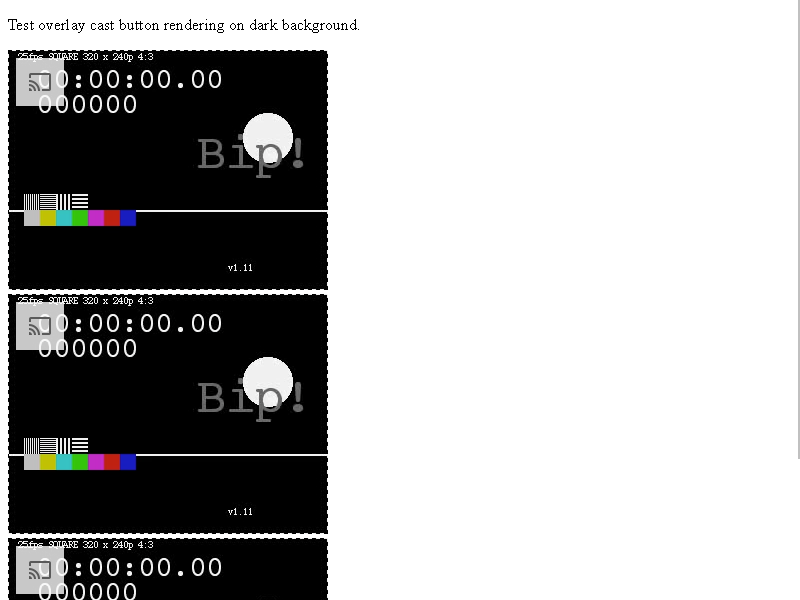 Test overlay cast button rendering on dark background.
25fps SQUARE 320 x 240p 4:3
00:00:00.00
000000
Bip!
v1.11
25fps SQUARE 320 x 240p 4:3
00:00:00.00
000000
Bip!
v1.11
25fps SQUARE 320 x 240p 4:3
00:00:00.00
000000